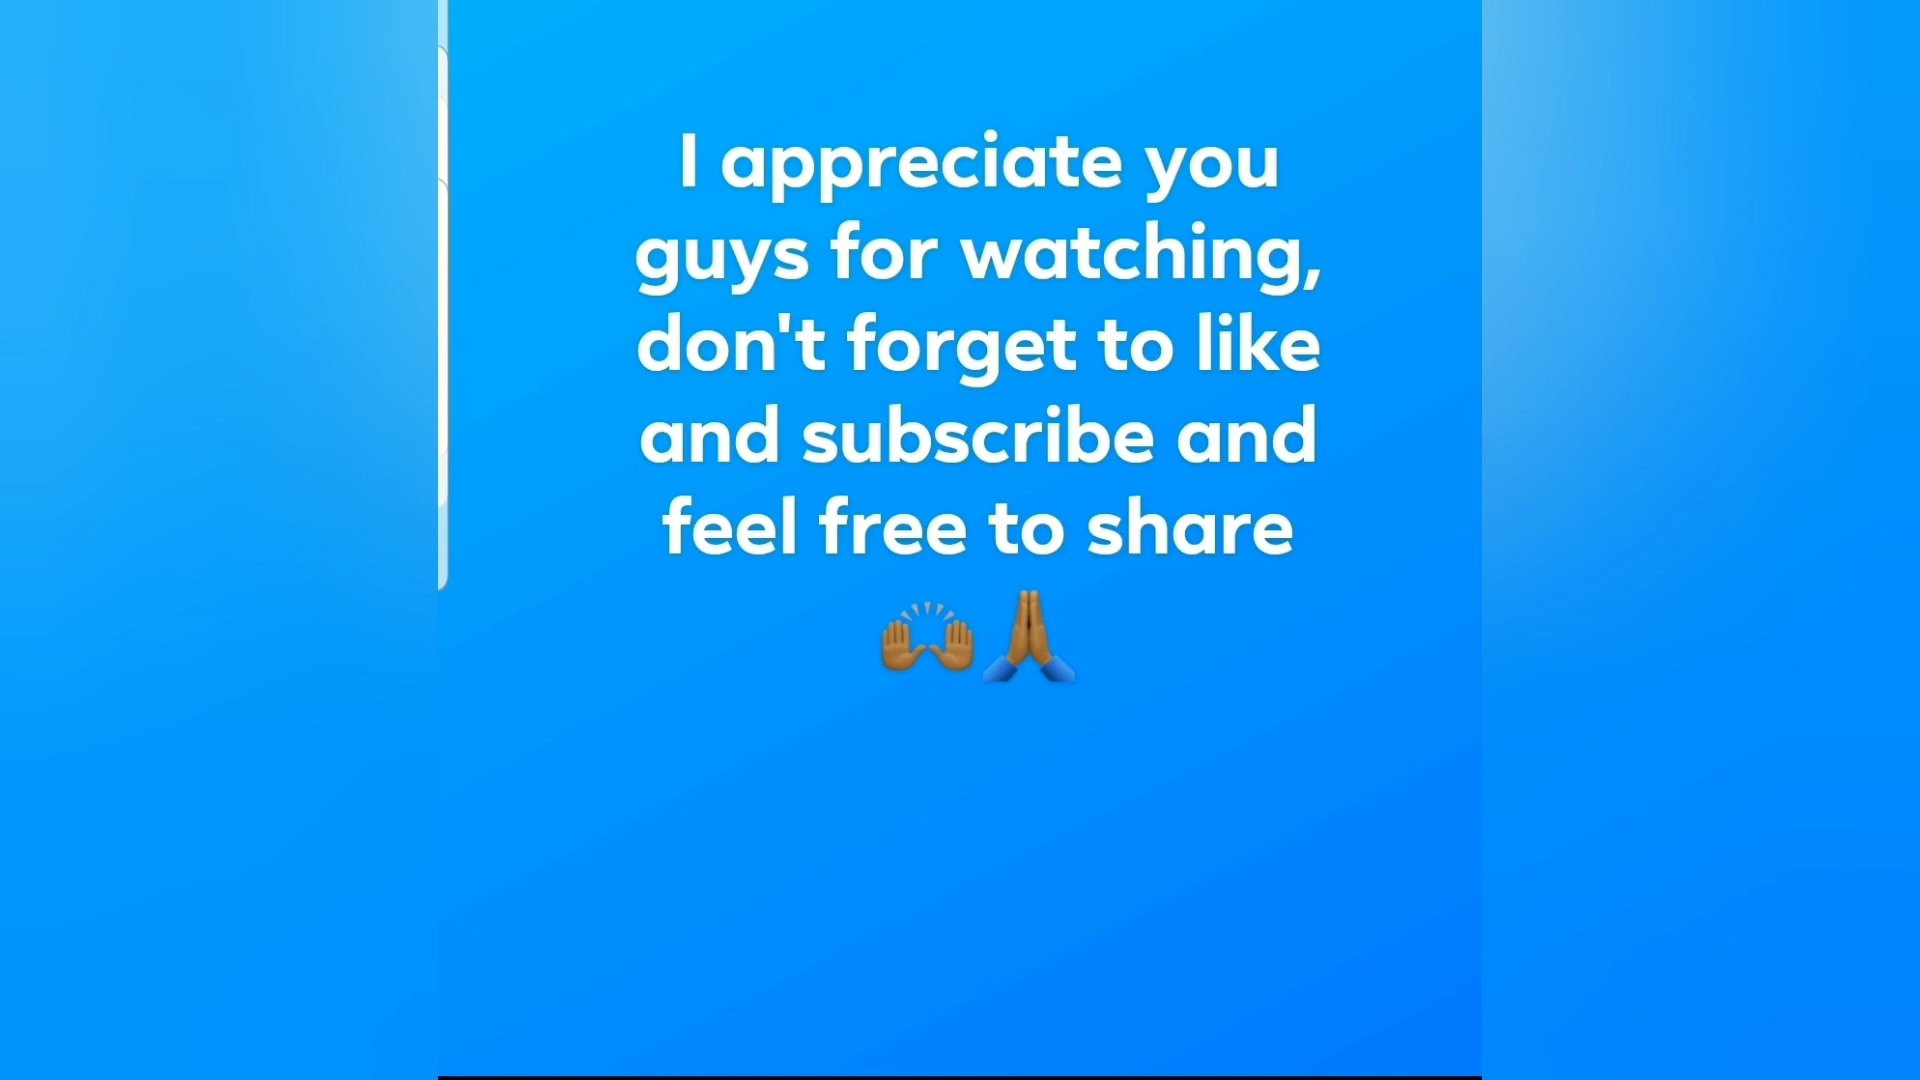 I appreciate you
guys for watching,
don't forget to like
and subscribe and
feel free to share
🙌🏾🙏🏾